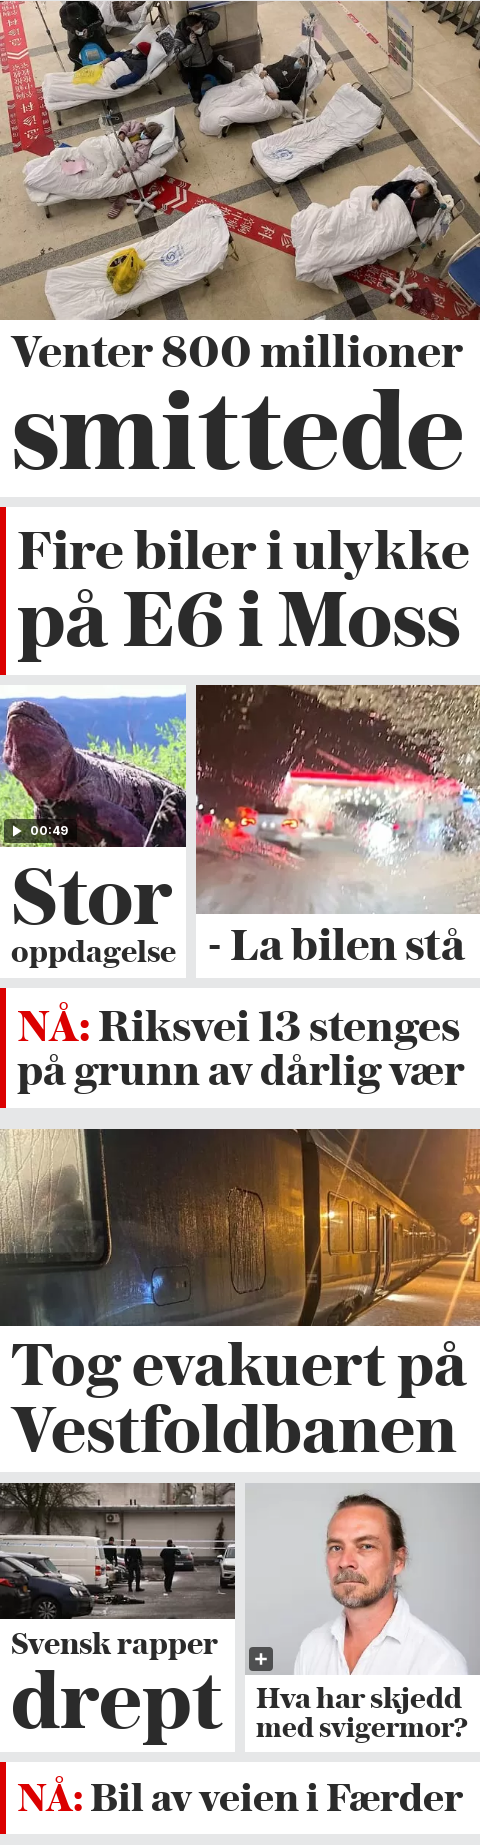 Venter 800 millioner
smittede
Fire biler i ulykke
på E6 i Moss
00:49
Stor
oppdagelse
- La bilen stå
NÅ: Riksvei 13 stenges
på grunn av dårlig vær
Tog evakuert på
Vestfoldbanen
Svensk rapper
drept
Hva har skjedd
med svigermor?
NÅ: Bil av veien i Færder